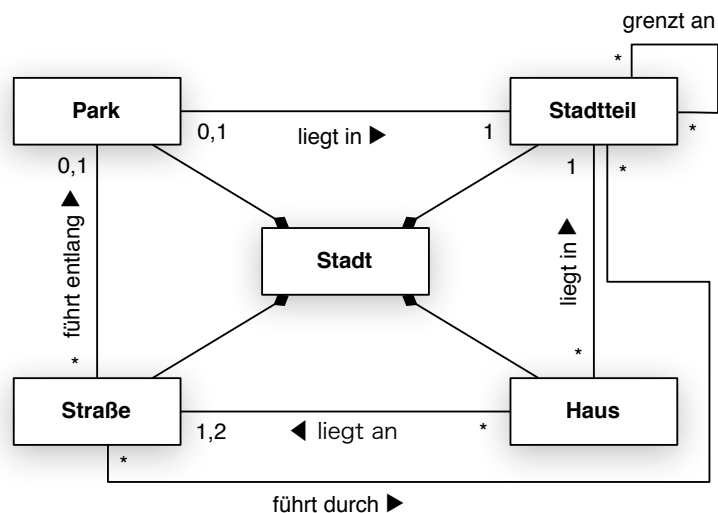 grenzt an
*
Park
Stadtteil
0,1
liegt in ▶
1
*
0,1
1
*
führt entlang ▶
Stadt
liegt in ▶
*
*
Straße
Haus
1,2
◀ liegt an
*
*
führt durch ▶